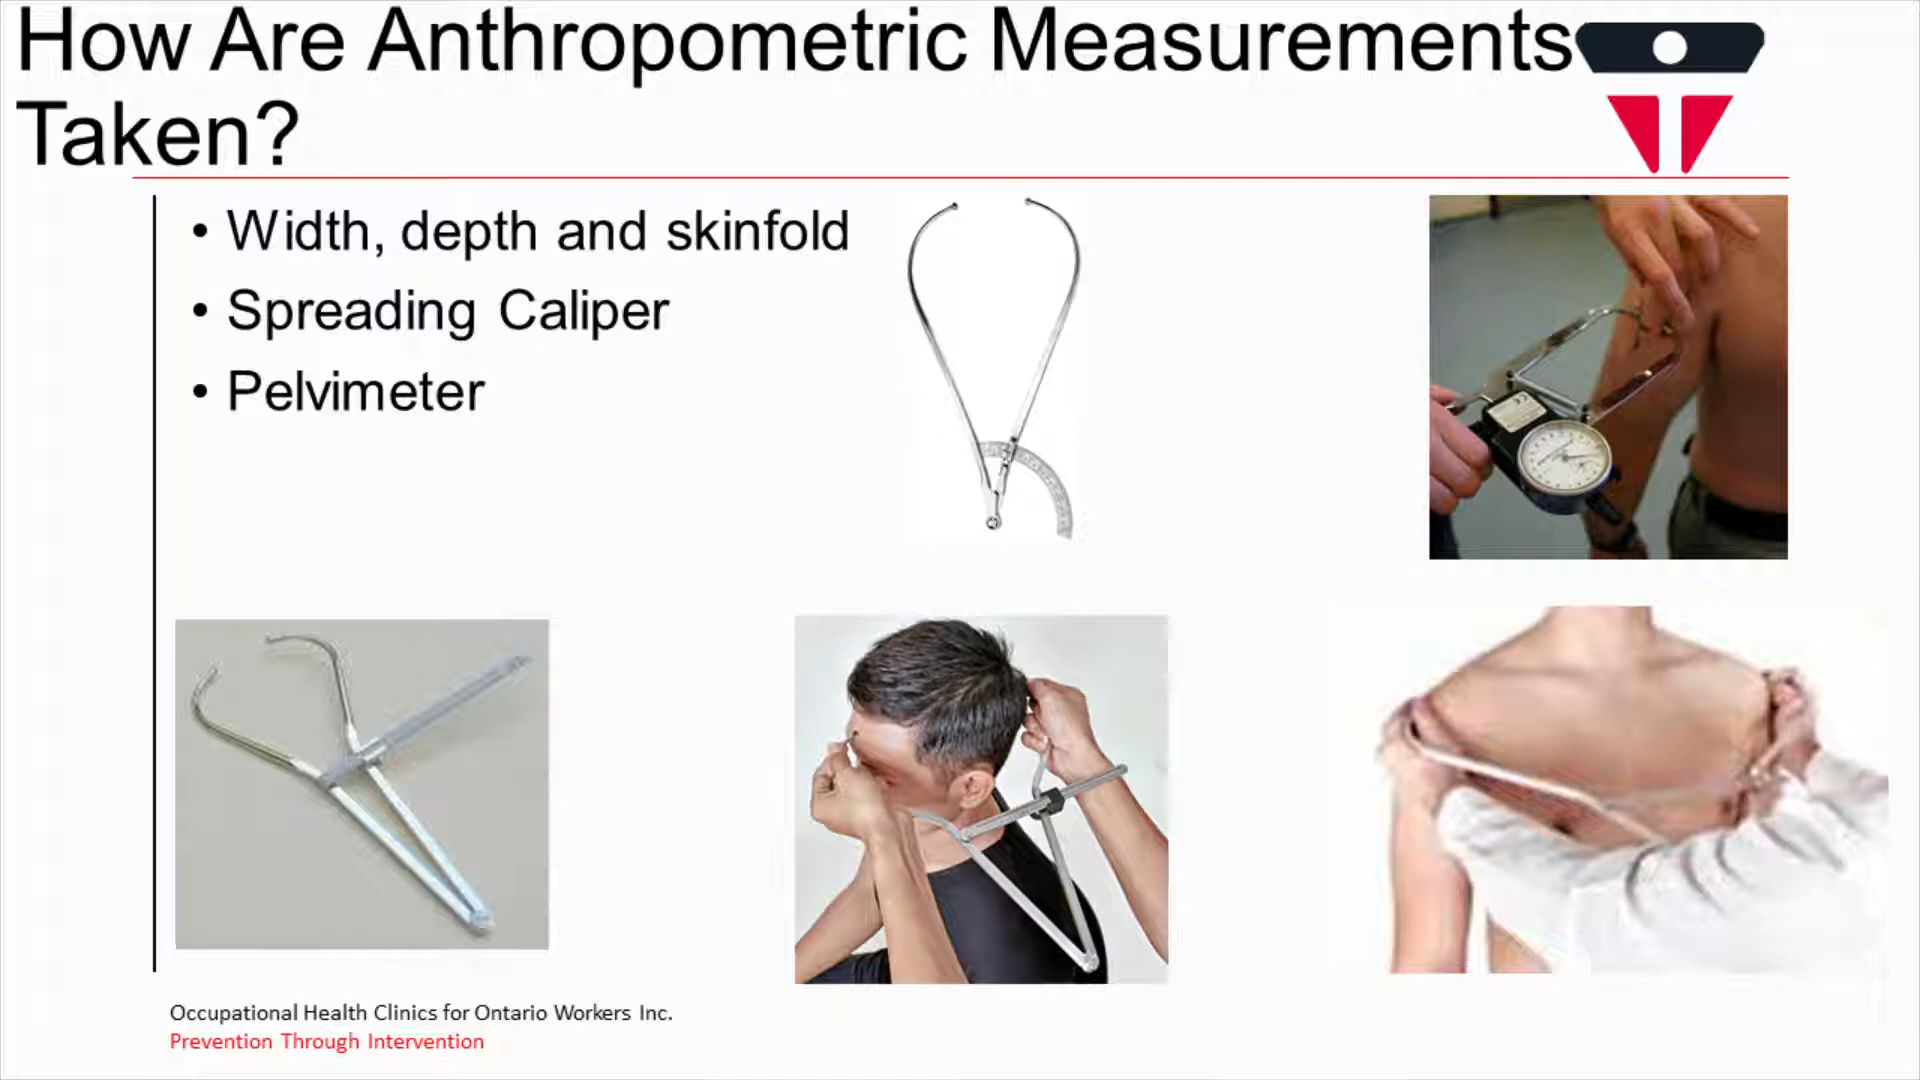 How Are Anthropometric Measurements
Taken?
• Width, depth and skinfold
• Spreading Caliper
• Pelvimeter
Occupational Health Clinics for Ontario Workers Inc.
Prevention Through Intervention